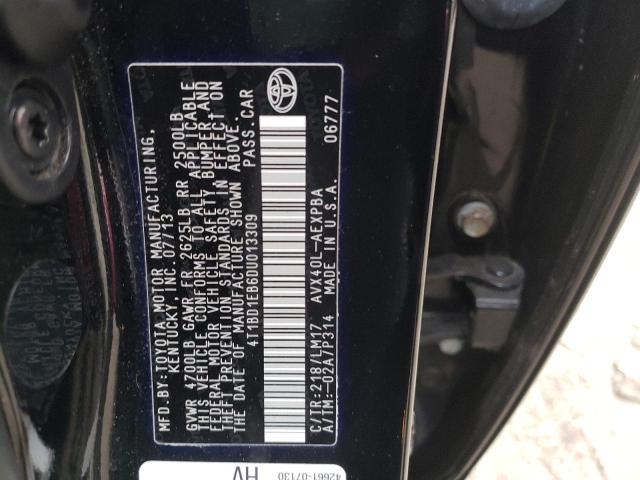 MFD.BY:TOYOTA MOTOR MANUFACTURING,
KENTUCKY, INC. 07/13
GVWR 4700LB GAWR FR 2625LB RR 2500LB
THIS VEHICLE CONFORMS TO ALL APPLICABLE
FEDERAL MOTOR VEHICLE SAFETY, BUMPER, AND
THEFT PREVENTION STANDARDS IN EFFECT ON
THE DATE OF MANUFACTURE SHOWN ABOVE.
4T1BD1EB6DU013309 PASS.CAR
C/TR:218/LM17 AVX40L-AEXPBA 06777
A/TM:-02A/P314 MADE IN U.S.A.
42661-07130
HV